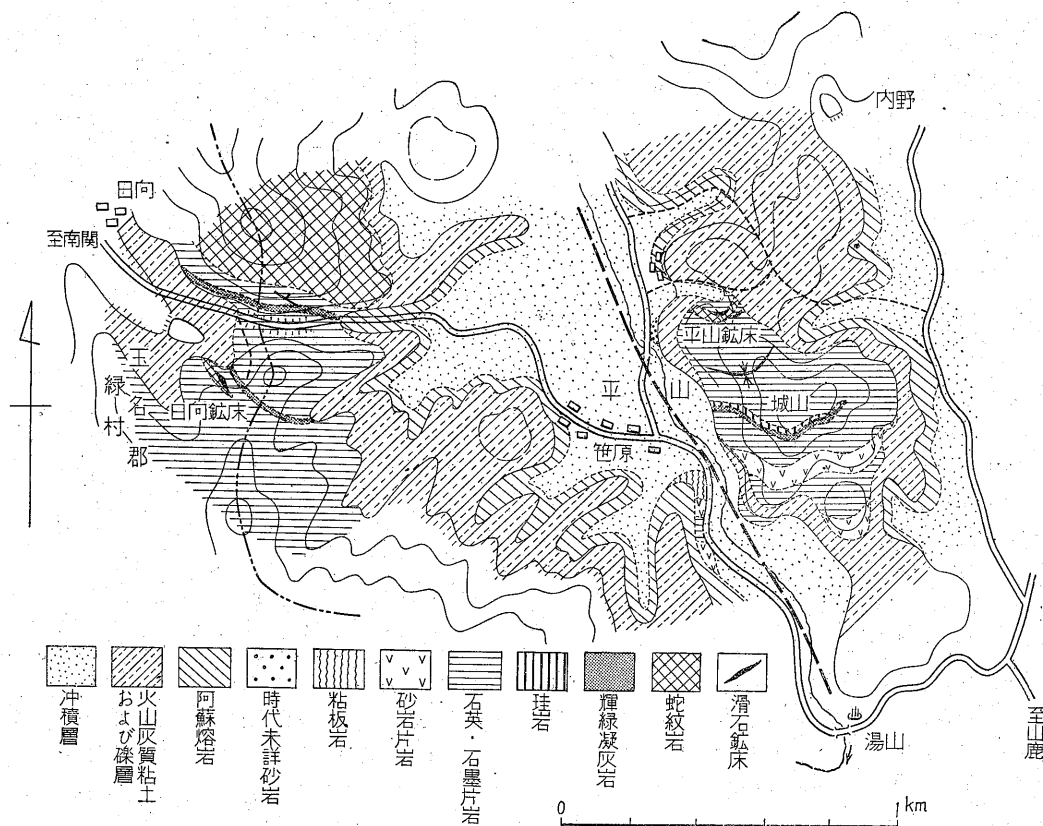 内野
日向
至南関
平山鉱床
玉名郡
緑村
日向鉱床
平山
城山
笹原
湯山
至山鹿
冲積層
火山灰質粘土および礫層
阿蘇熔岩
時代未詳砂岩
粘板岩
砂岩片岩
石英・石墨片岩
珪岩
輝緑凝灰岩
蛇紋岩
滑石鉱床
0 1 km